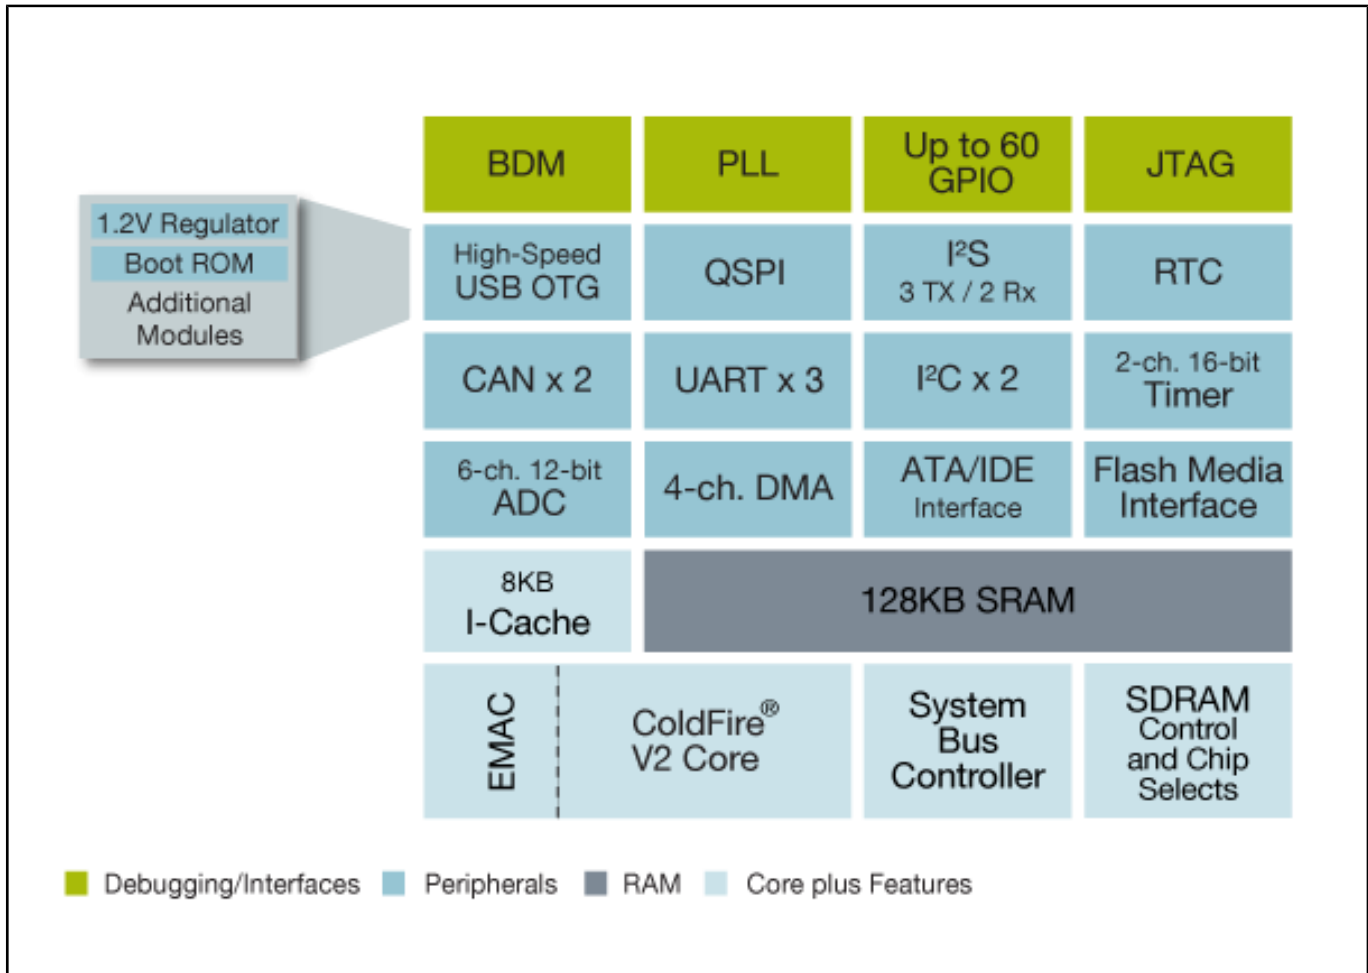 BDM
PLL
Up to 60
GPIO
JTAG
1.2V Regulator
Boot ROM
Additional
Modules
High-Speed
USB OTG
QSPI
I²S
3 TX / 2 Rx
RTC
CAN x 2
UART x 3
I²C x 2
2-ch. 16-bit
Timer
6-ch. 12-bit
ADC
4-ch. DMA
ATA/IDE
Interface
Flash Media
Interface
8KB
I-Cache
128KB SRAM
EMAC
ColdFire®
V2 Core
System
Bus
Controller
SDRAM
Control
and Chip
Selects
Debugging/Interfaces
Peripherals
RAM
Core plus Features